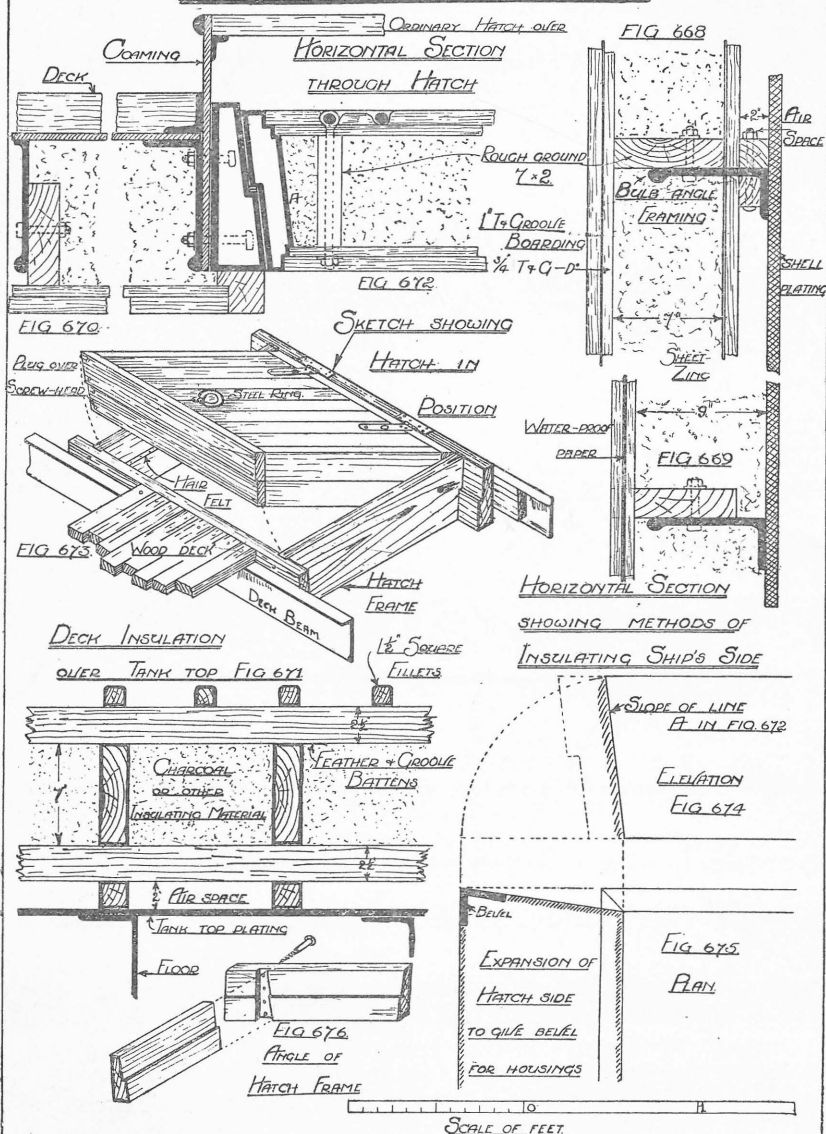 ORDINARY HATCH OVER
COAMING
HORIZONTAL SECTION
THROUGH HATCH
DECK
FIG 668
2"
AIR
SPACE
ROUGH GROUND
7 × 2.
BULB ANGLE
FRAMING
1" T & GROOVE
BOARDING
3/4 T & G - Do
A
FIG 670
FIG 672
SHELL
PLATING
7"
SHEET
ZINC
SKETCH SHOWING
HATCH IN
POSITION
PLUG OVER
SCREW-HEAD
STEEL RING.
HAIR
FELT
WATER-PROOF
PAPER
9"
FIG 669
FIG 673
WOOD DECK
DECK BEAM
HATCH
FRAME
HORIZONTAL SECTION
SHOWING METHODS OF
INSULATING SHIP'S SIDE
DECK INSULATION
OVER TANK TOP FIG 671
1½" SQUARE
FILLETS
2½"
FEATHER & GROOVE
BATTENS
7"
CHARCOAL
OR OTHER
INSULATING MATERIAL
2½"
2"
AIR SPACE
TANK TOP PLATING
FLOOR
SLOPE OF LINE
A IN FIG. 672
ELEVATION
FIG 674
BEVEL
EXPANSION OF
HATCH SIDE
TO GIVE BEVEL
FOR HOUSINGS
FIG 675
PLAN
FIG 676
ANGLE OF
HATCH FRAME
0
1
SCALE OF FEET.